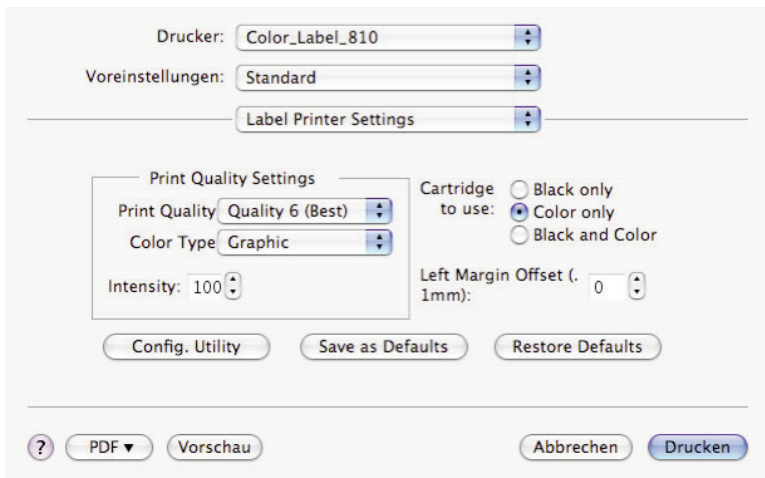 Drucker: Color_Label_810
Voreinstellungen: Standard
Label Printer Settings
Print Quality Settings
Print Quality Quality 6 (Best)
Color Type Graphic
Intensity: 100
Cartridge to use:
Black only
Color only
Black and Color
Left Margin Offset (.
1mm): 0
Config. Utility Save as Defaults Restore Defaults
? PDF▼ Vorschau Abbrechen Drucken